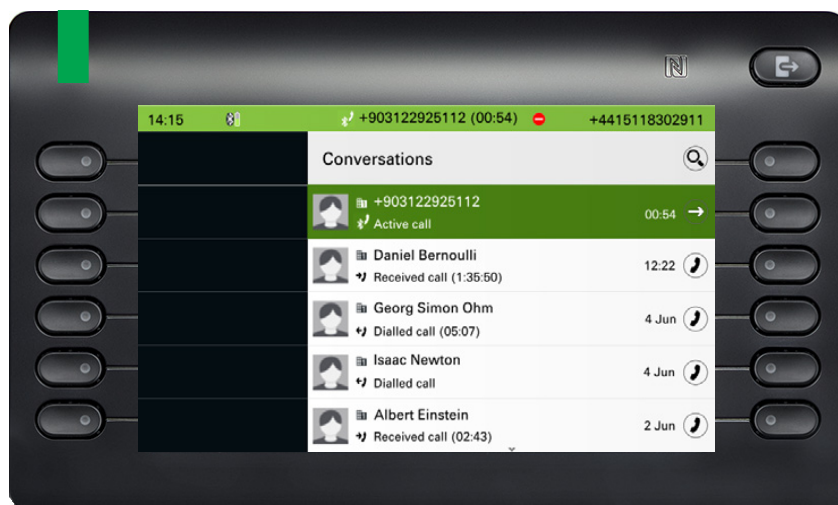 14:15 +903122925112 (00:54) +4415118302911
Conversations
+903122925112
00:54
Active call
Daniel Bernoulli
12:22
Received call (1:35:50)
Georg Simon Ohm
4 Jun
Dialled call (05:07)
Isaac Newton
4 Jun
Dialled call
Albert Einstein
2 Jun
Received call (02:43)